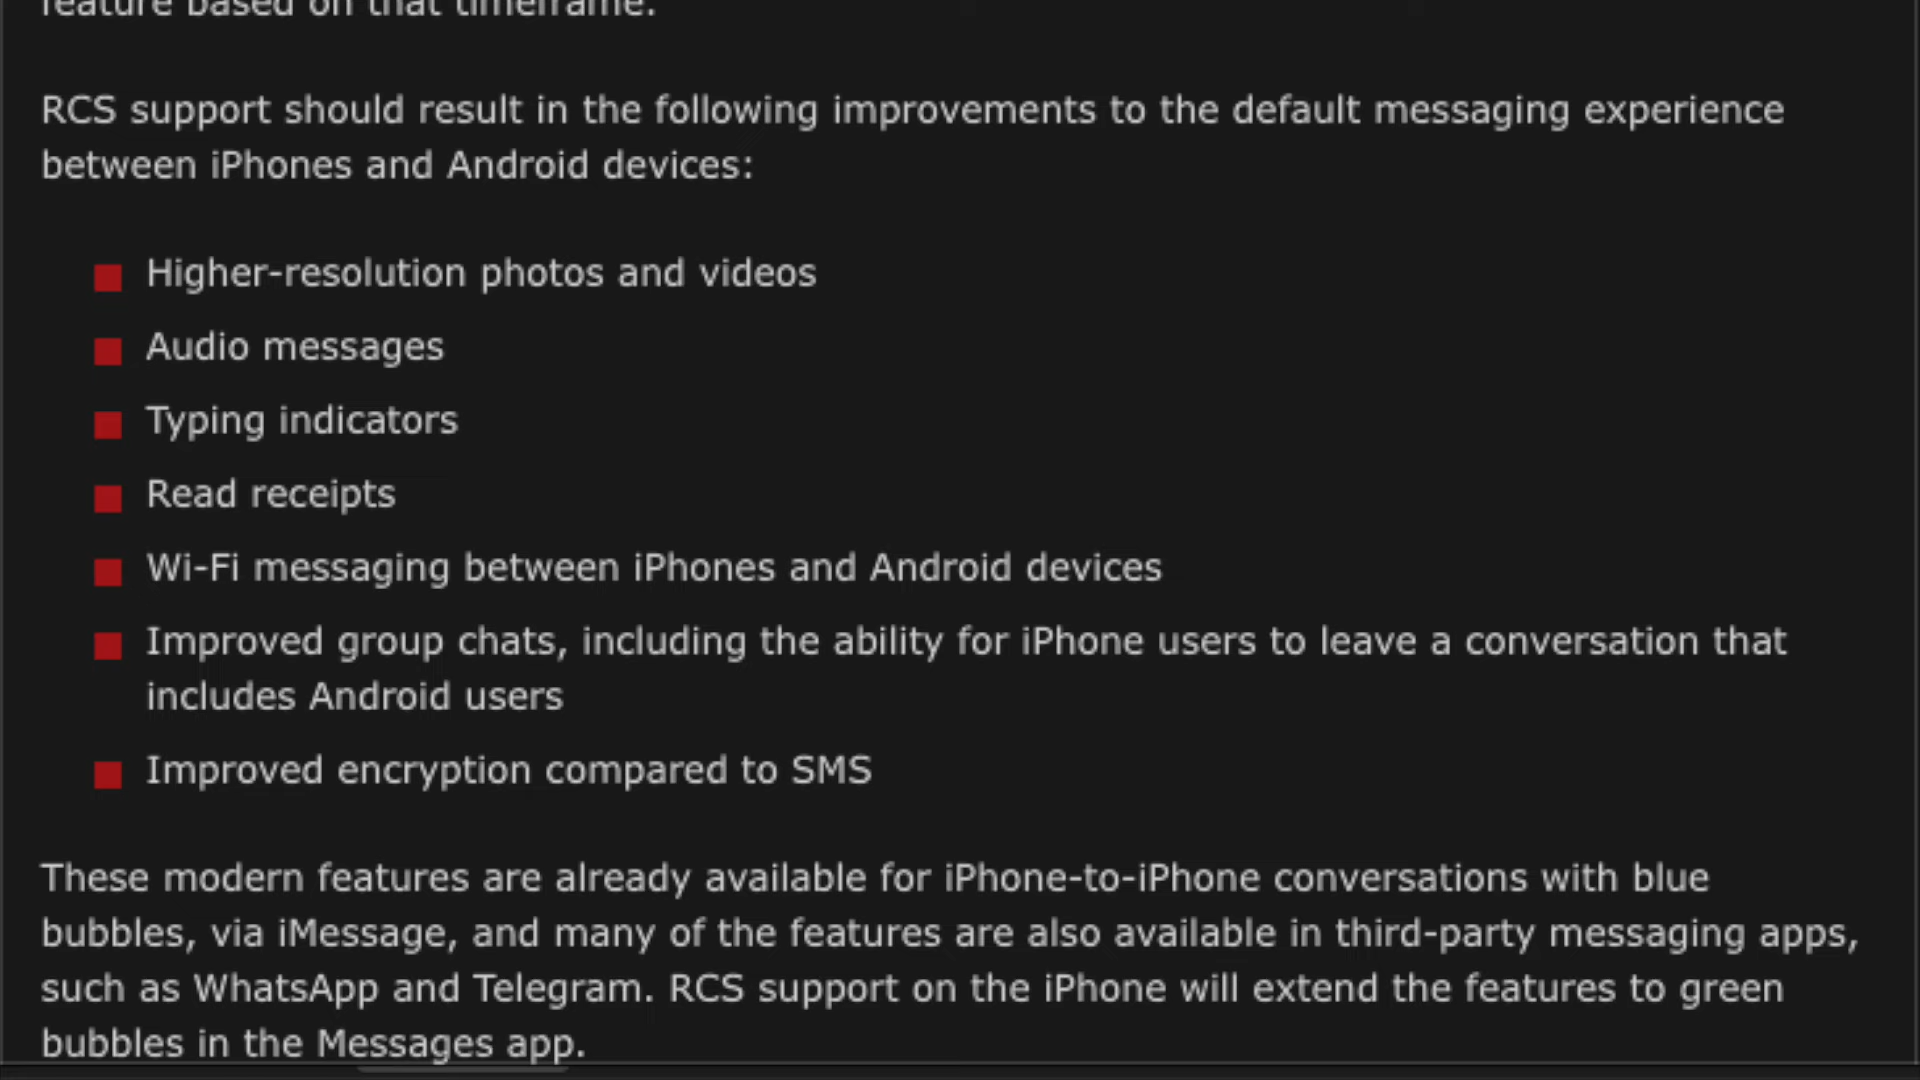 feature based on that timeframe.
RCS support should result in the following improvements to the default messaging experience
between iPhones and Android devices:
Higher-resolution photos and videos
Audio messages
Typing indicators
Read receipts
Wi-Fi messaging between iPhones and Android devices
Improved group chats, including the ability for iPhone users to leave a conversation that
includes Android users
Improved encryption compared to SMS
These modern features are already available for iPhone-to-iPhone conversations with blue
bubbles, via iMessage, and many of the features are also available in third-party messaging apps,
such as WhatsApp and Telegram. RCS support on the iPhone will extend the features to green
bubbles in the Messages app.